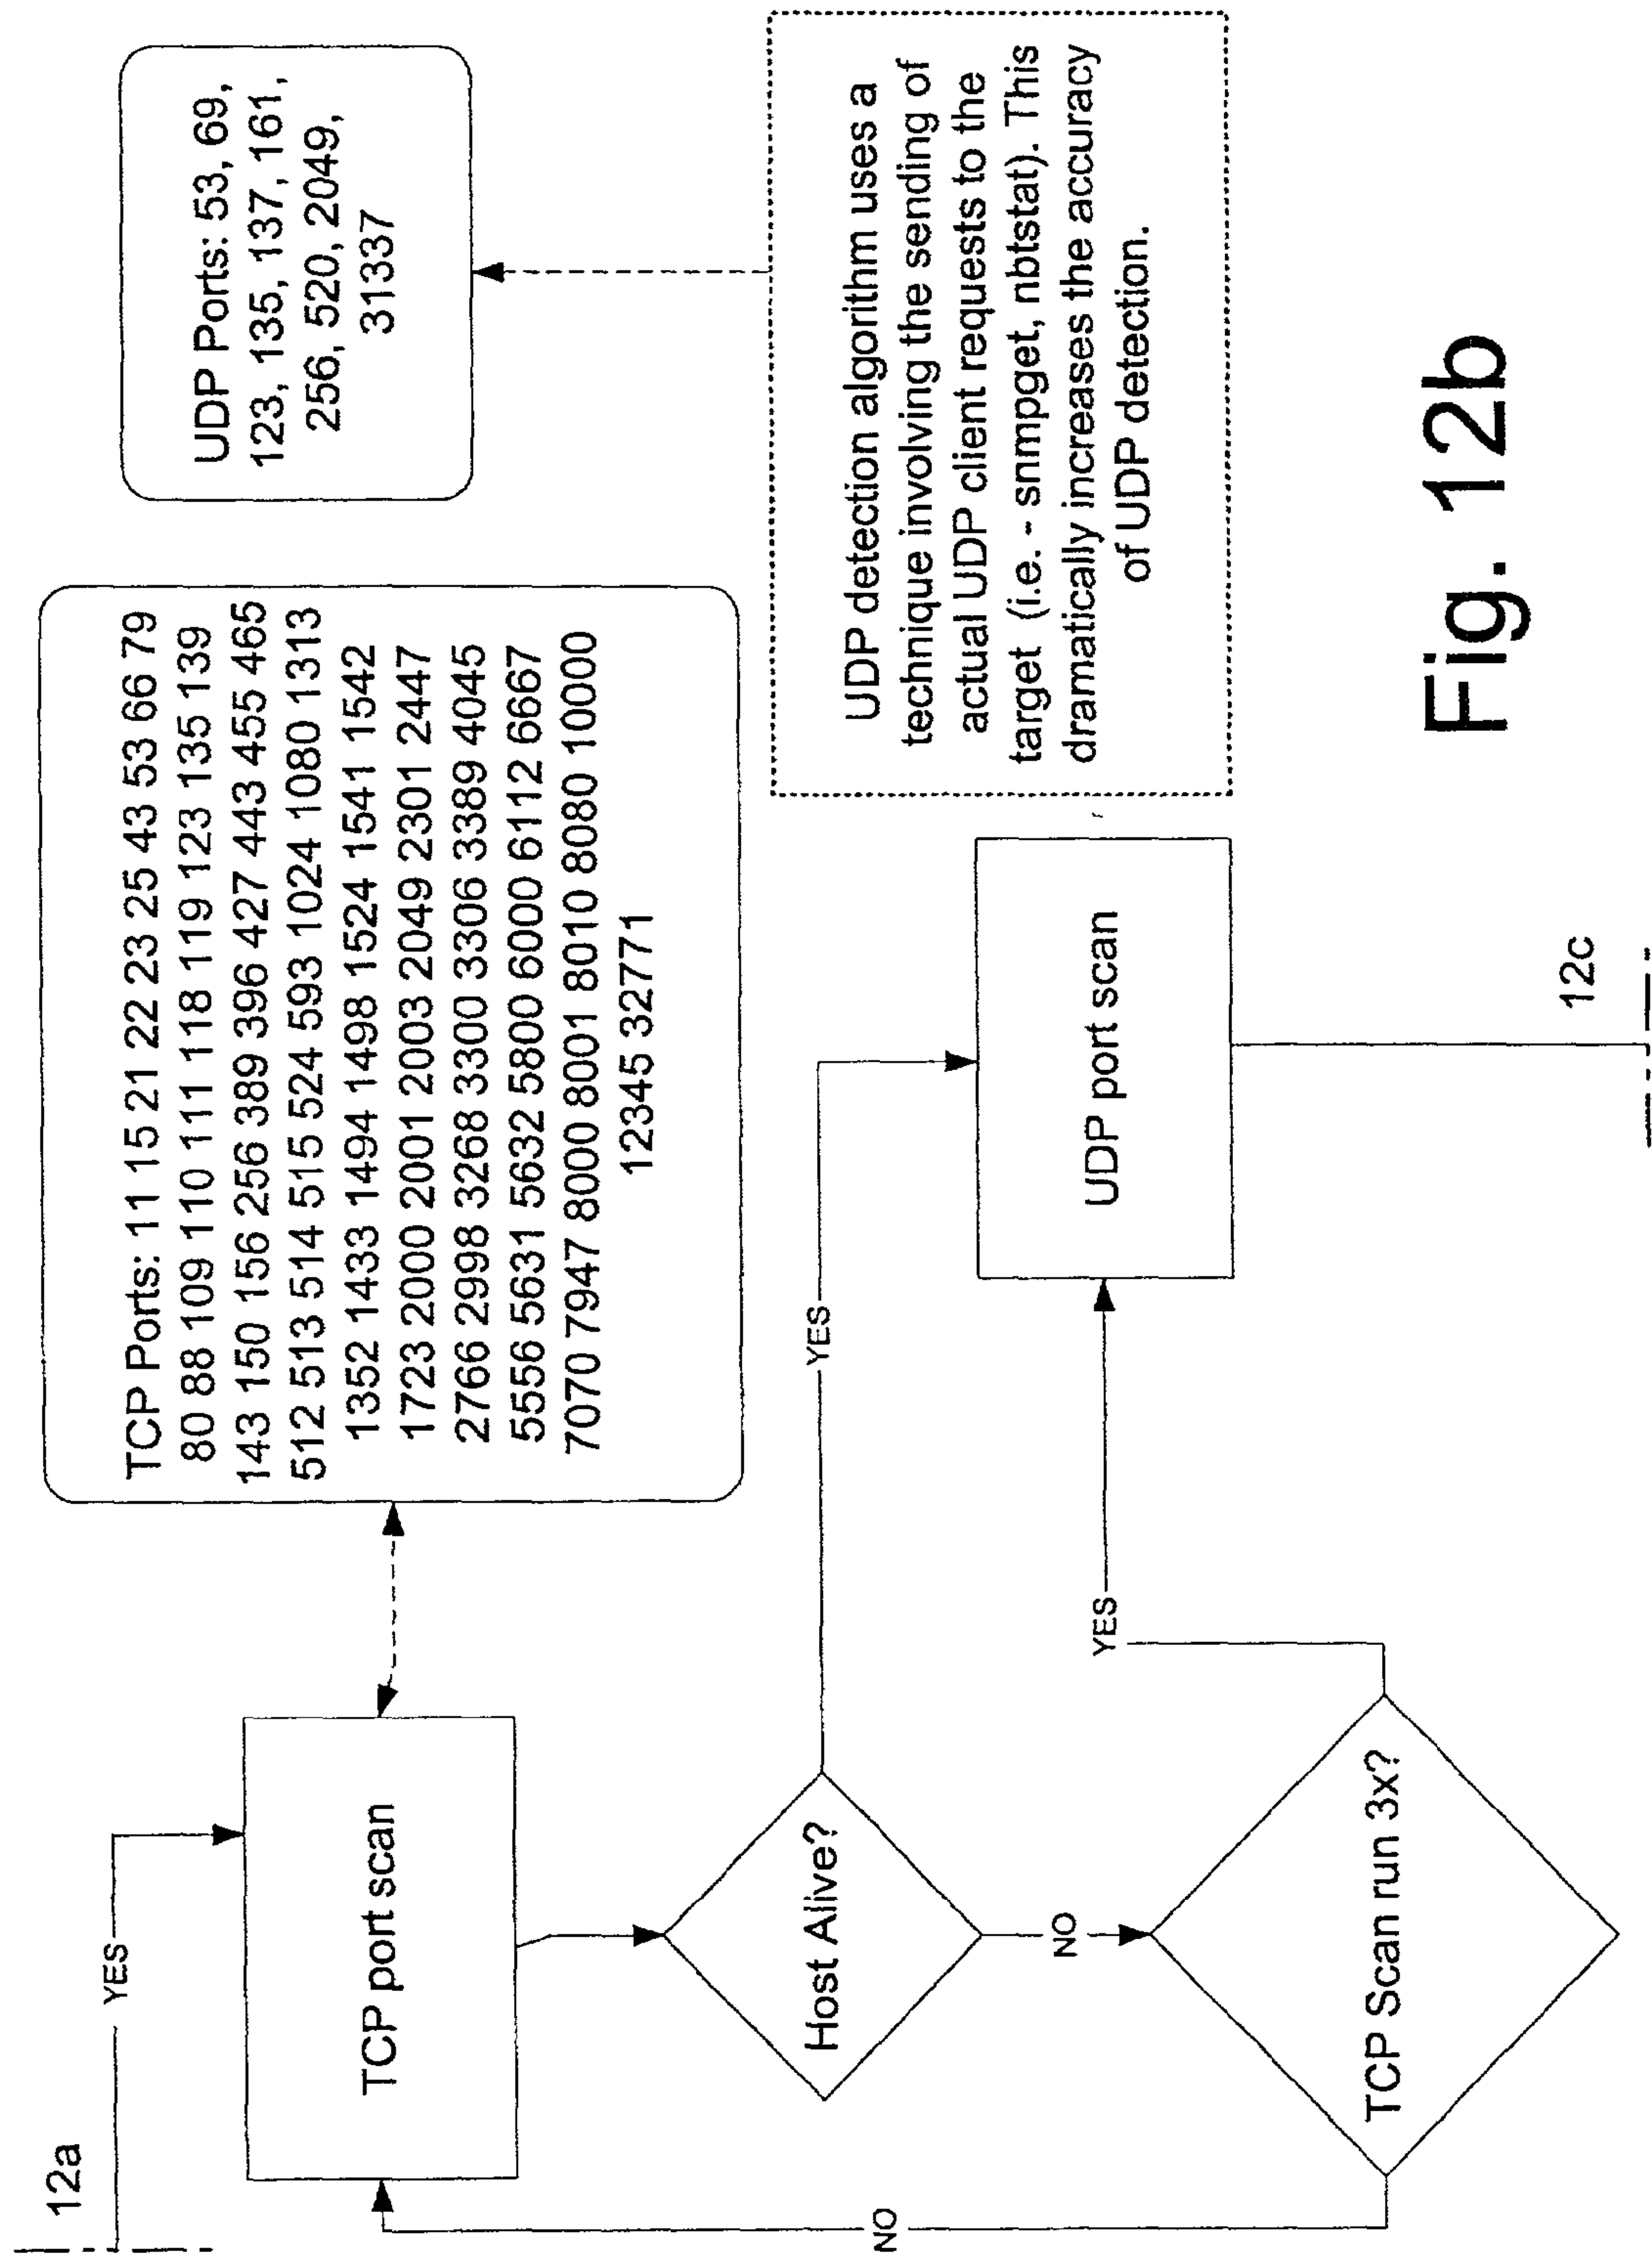 12a
YES
TCP port scan
TCP Ports: 11 15 21 22 23 25 43 53 66 79
80 88 109 110 111 118 119 123 135 139
143 150 156 256 389 396 427 443 455 465
512 513 514 515 524 593 1024 1080 1313
1352 1433 1494 1498 1524 1541 1542
1723 2000 2001 2003 2049 2301 2447
2766 2998 3268 3300 3306 3389 4045
5556 5631 5632 5800 6000 6112 6667
7070 7947 8000 8001 8010 8080 10000
12345 32771
UDP Ports: 53, 69,
123, 135, 137, 161,
256, 520, 2049,
31337
Host Alive?
YES
NO
TCP Scan run 3x?
NO
YES
UDP port scan
UDP detection algorithm uses a
technique involving the sending of
actual UDP client requests to the
target (i.e. - snmpget, nbtstat). This
dramatically increases the accuracy
of UDP detection.
12c
Fig. 12b